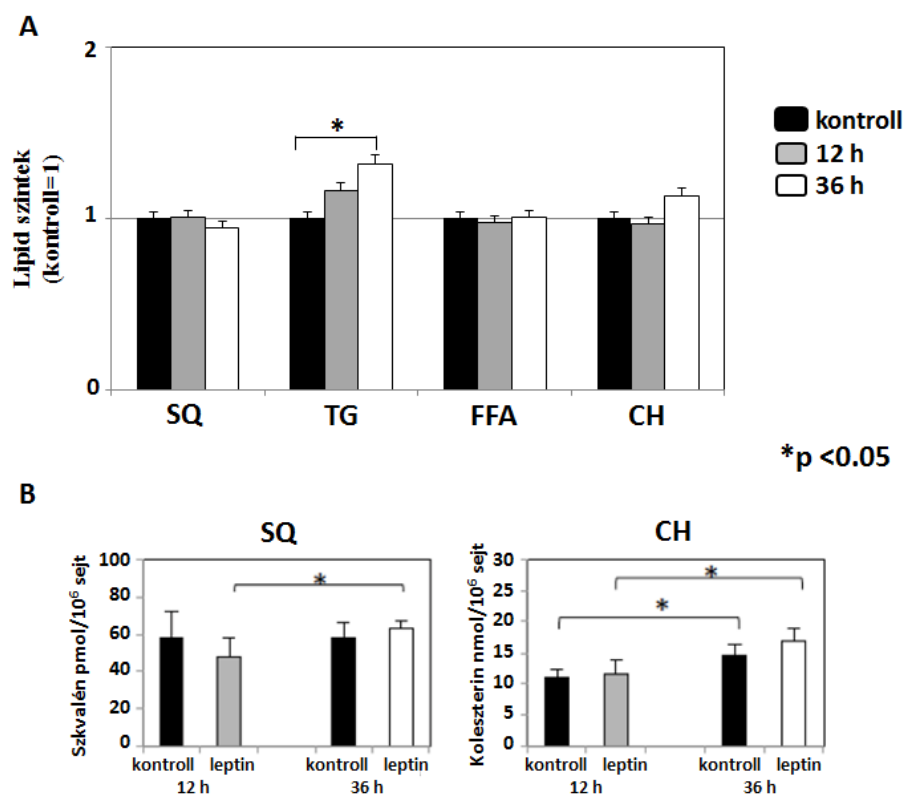 A
2
1
0
Lipid szintek
(kontroll=1)
*
kontroll
12 h
36 h
SQ TG FFA CH
*p <0.05
B
SQ
100
80
60
40
20
0
Szkvalén pmol/10⁶ sejt
*
kontroll leptin kontroll leptin
12 h 36 h
CH
30
25
20
15
10
5
0
Koleszterin nmol/10⁶ sejt
*
*
kontroll leptin kontroll leptin
12 h 36 h